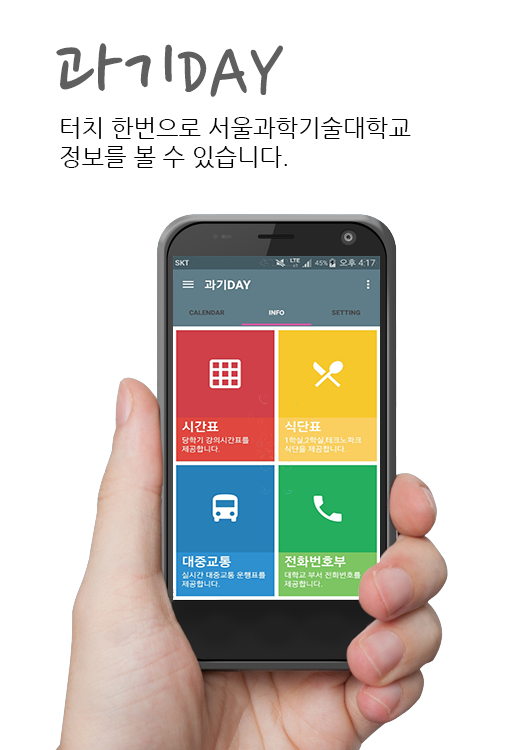 과기DAY
터치 한번으로 서울과학기술대학교
정보를 볼 수 있습니다.
SKT LTE 45% 오후 4:17
과기DAY
CALENDAR INFO SETTING
시간표
당학기 강의시간표를
제공합니다.
식단표
1학실,2학실,테크노파크
식단을 제공합니다.
대중교통
실시간 대중교통 운행표를
제공합니다.
전화번호부
대학교 부서 전화번호를
제공합니다.